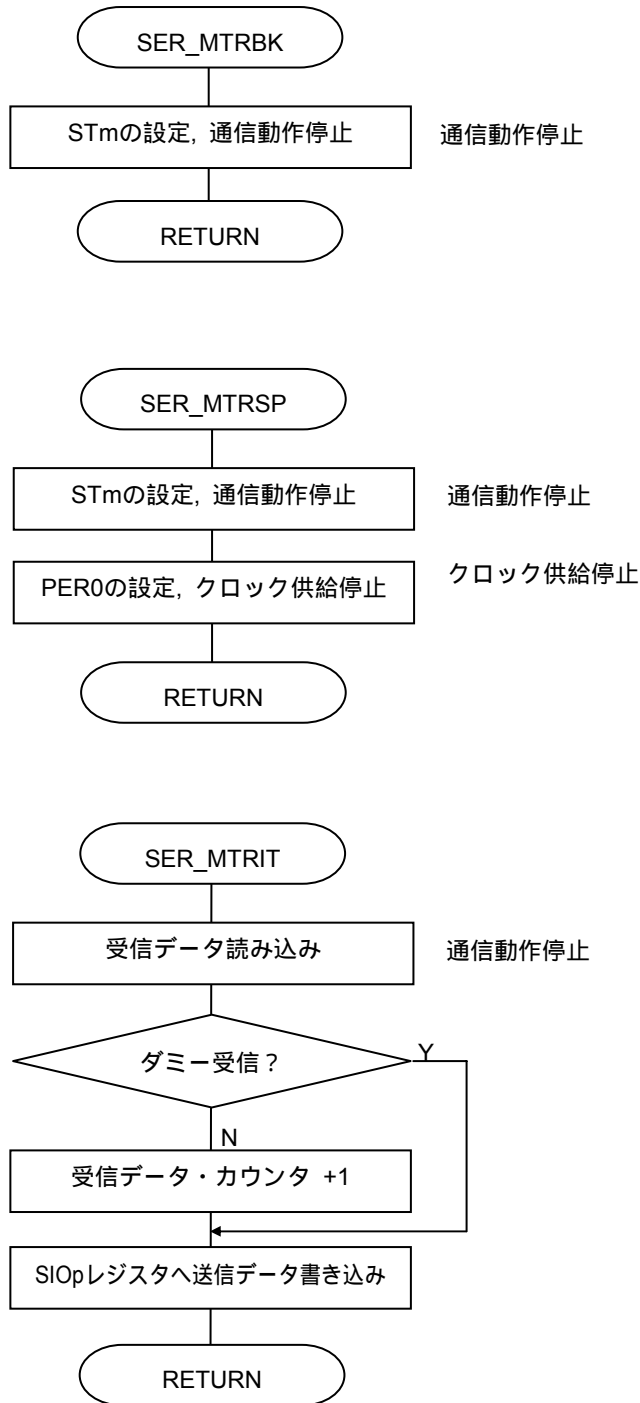 SER_MTRBK
STmの設定, 通信動作停止
通信動作停止
RETURN
SER_MTRSP
STmの設定, 通信動作停止
通信動作停止
PER0の設定, クロック供給停止
クロック供給停止
RETURN
SER_MTRIT
受信データ読み込み
通信動作停止
ダミー受信？
Y
N
受信データ・カウンタ +1
SIOpレジスタへ送信データ書き込み
RETURN